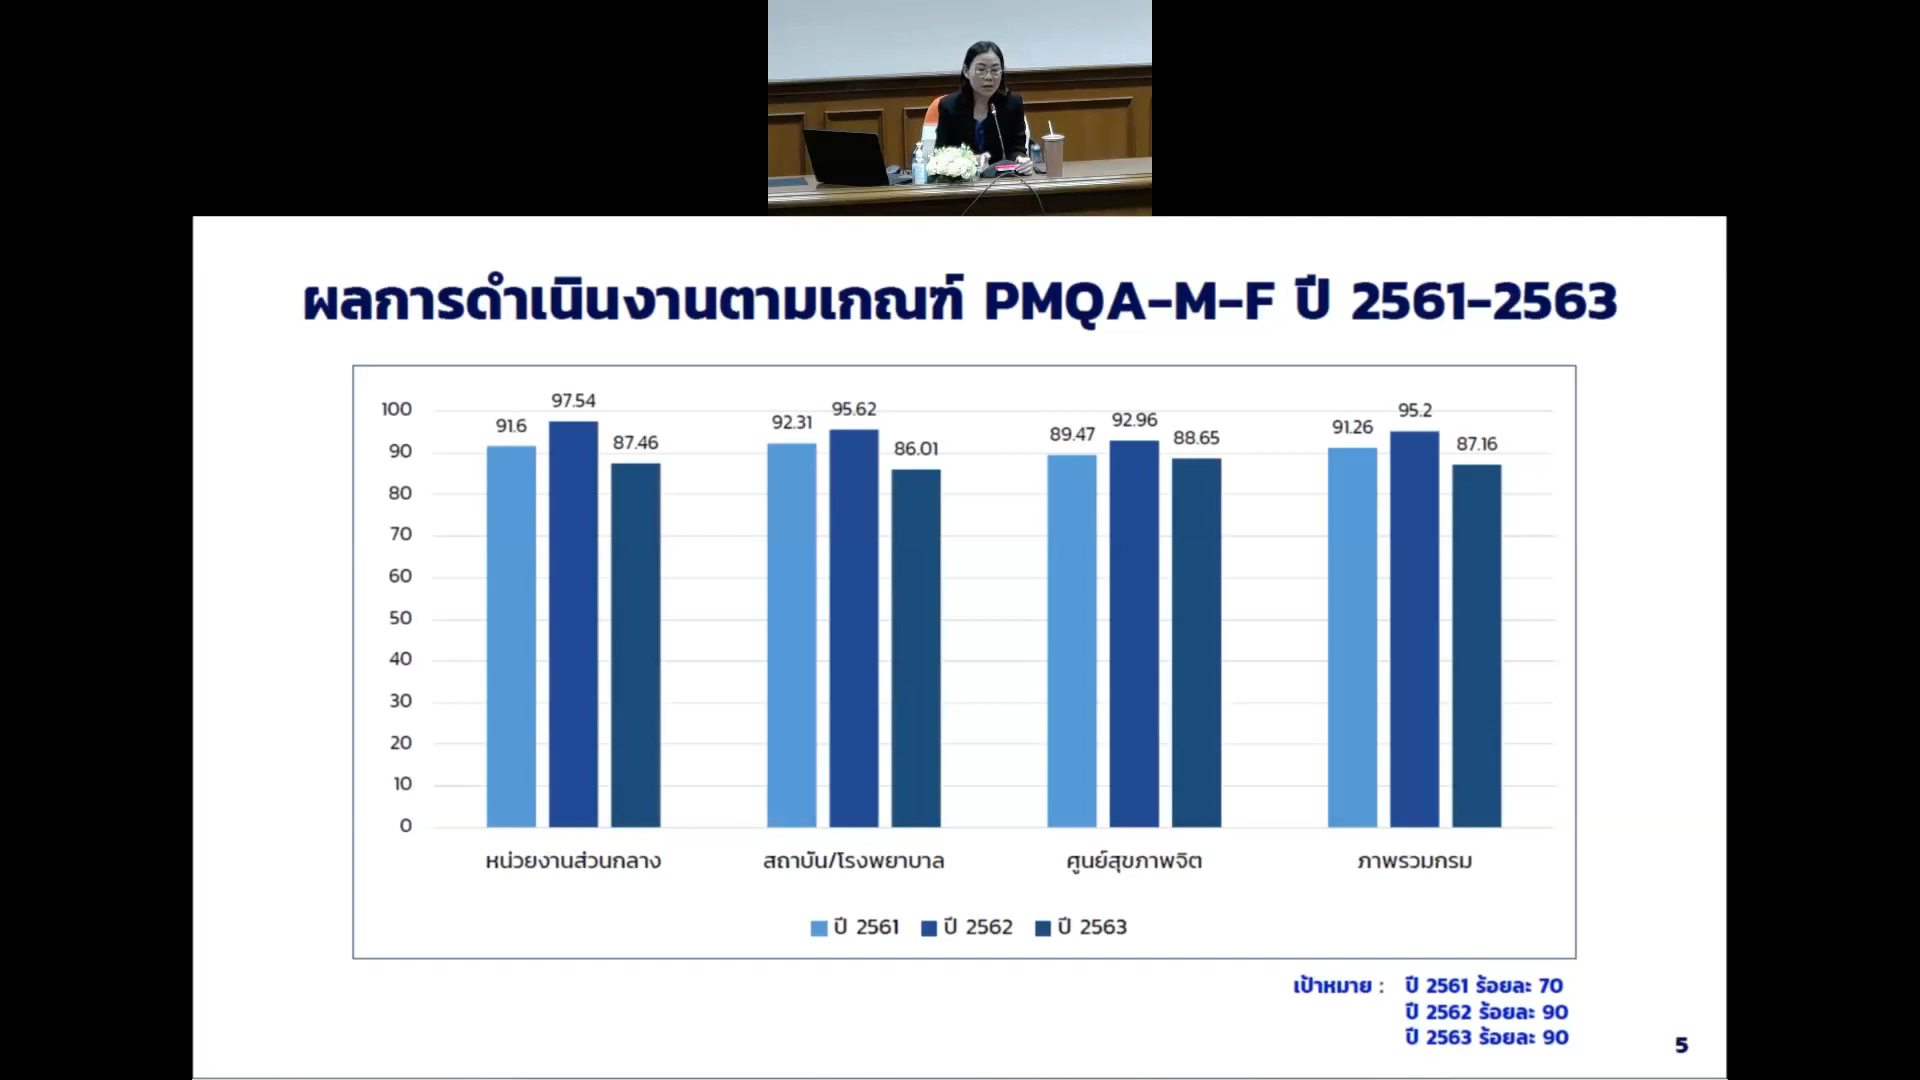 ผลการดำเนินงานตามเกณฑ์ PMQA-M-F ปี 2561-2563
100
90
80
70
60
50
40
30
20
10
0
91.6
97.54
87.46
92.31
95.62
86.01
89.47
92.96
88.65
91.26
95.2
87.16
หน่วยงานส่วนกลาง
สถาบัน/โรงพยาบาล
ศูนย์สุขภาพจิต
ภาพรวมกรม
ปี 2561
ปี 2562
ปี 2563
เป้าหมาย : ปี 2561 ร้อยละ 70
ปี 2562 ร้อยละ 90
ปี 2563 ร้อยละ 90
5